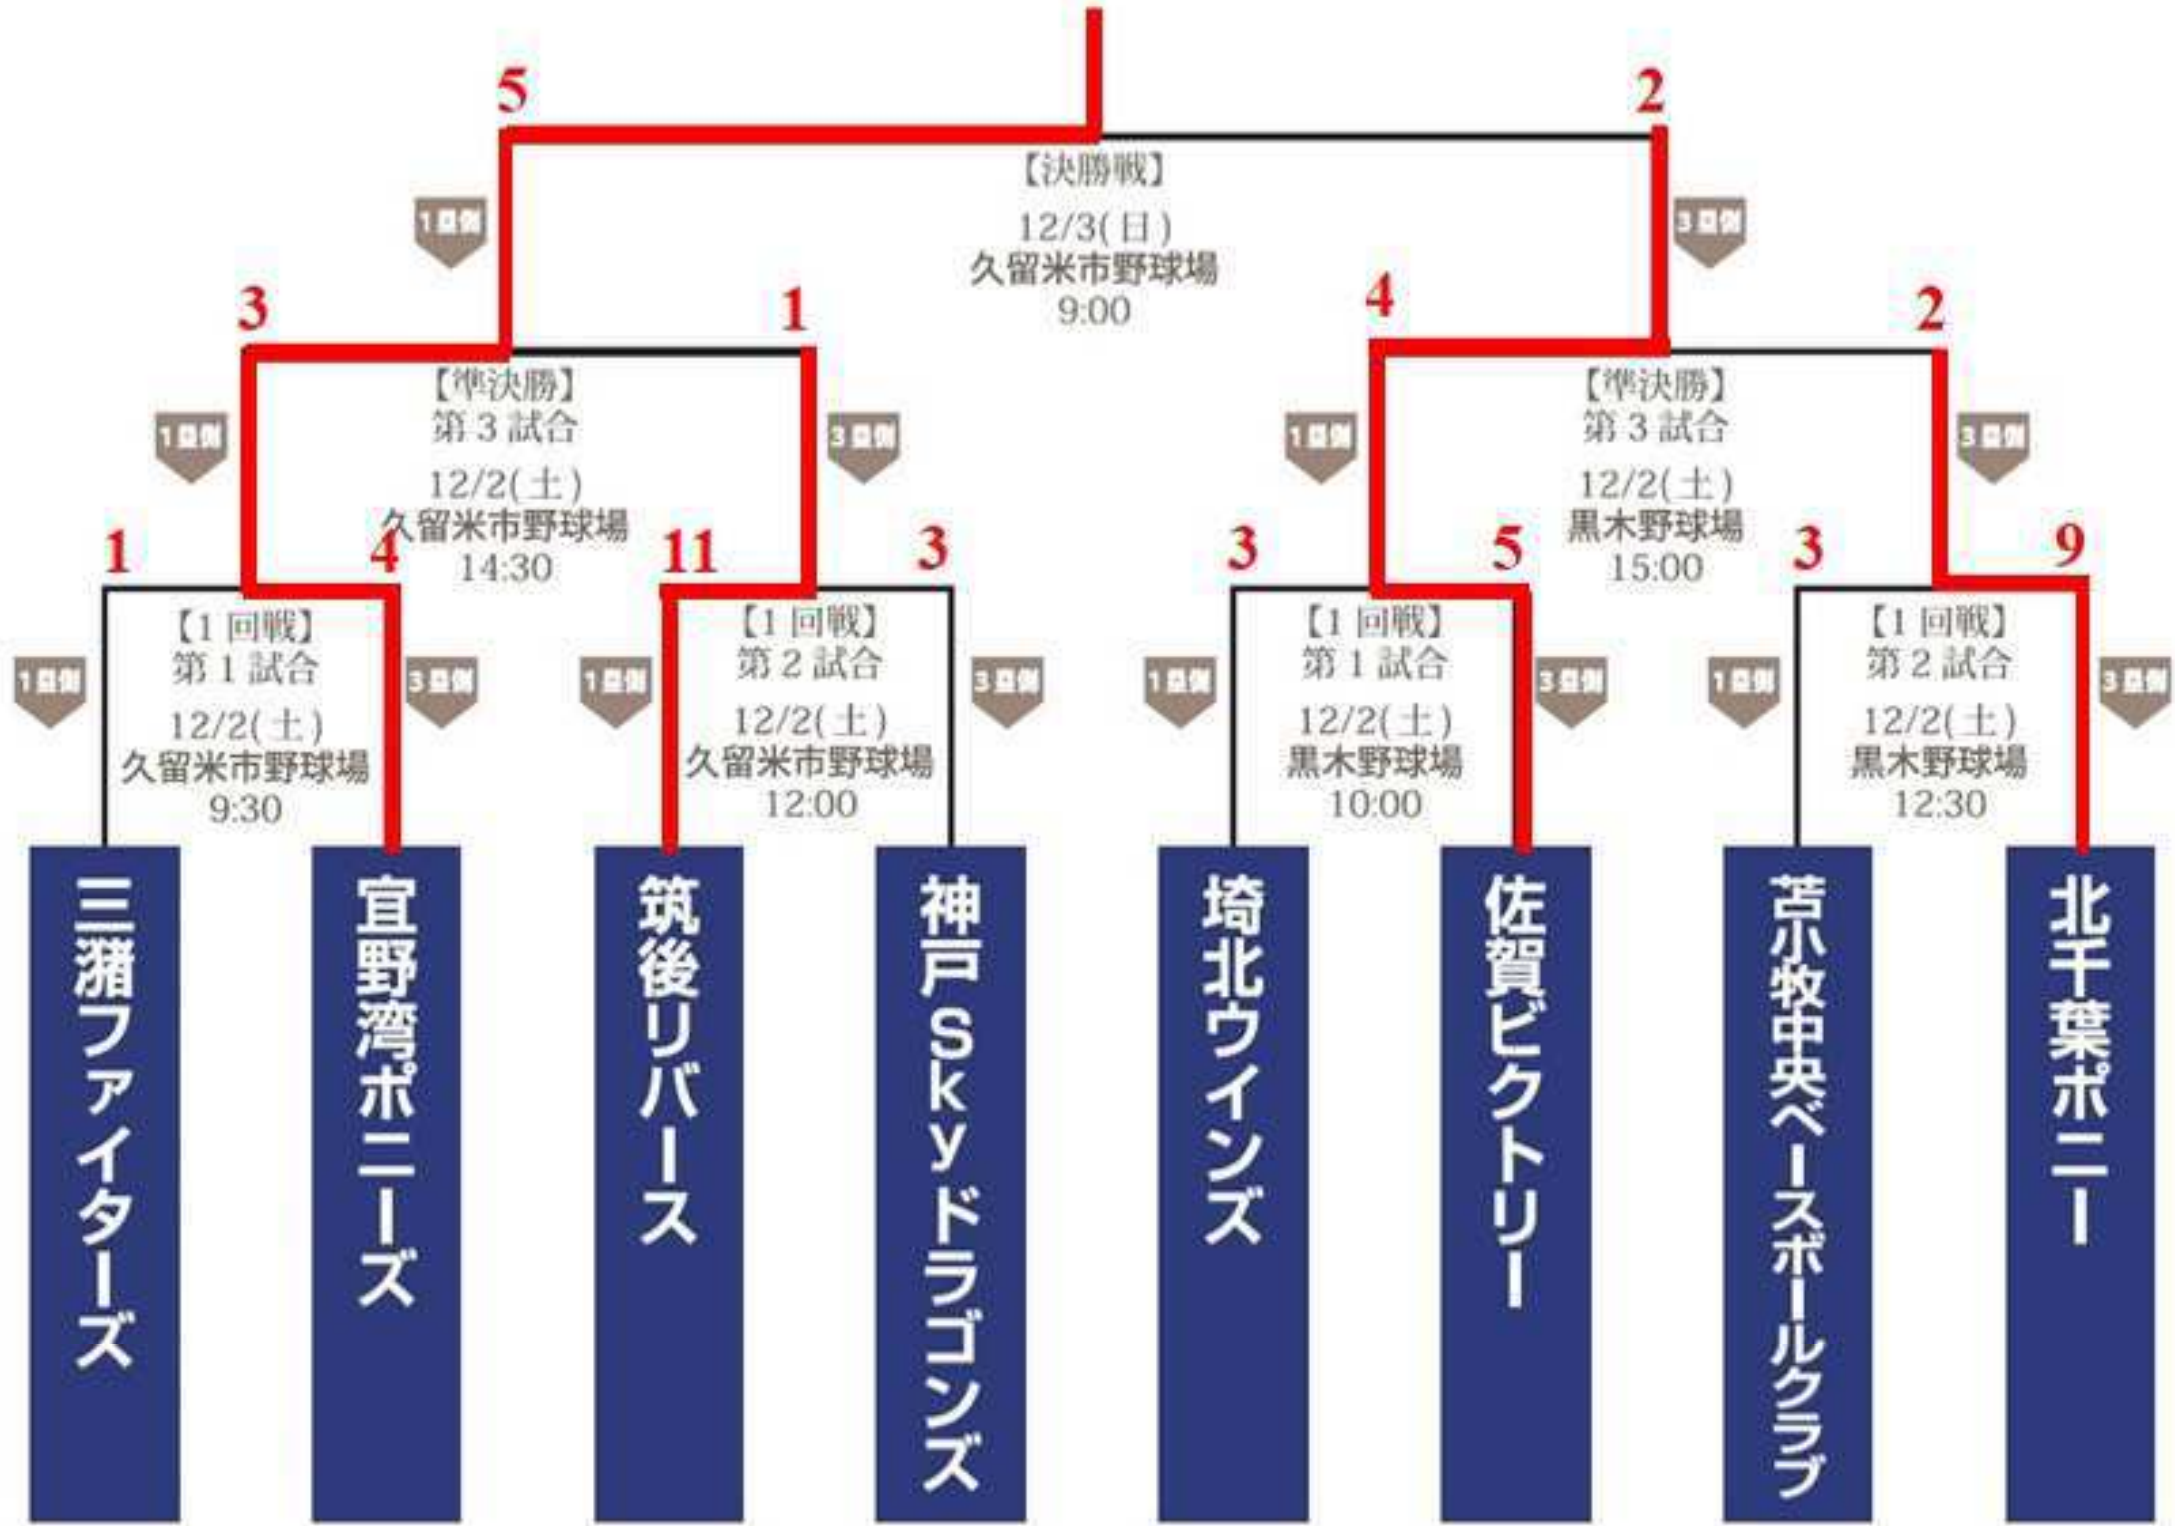 5
2
【決勝戦】
12/3(日)
久留米市野球場
9:00
1塁側
3塁側
3
1
4
2
【準決勝】
第3試合
12/2(土)
久留米市野球場
14:30
1塁側
3塁側
【準決勝】
第3試合
12/2(土)
黒木野球場
15:00
1塁側
3塁側
1
4
11
3
3
5
3
9
【1回戦】
第1試合
12/2(土)
久留米市野球場
9:30
1塁側
3塁側
【1回戦】
第2試合
12/2(土)
久留米市野球場
12:00
1塁側
3塁側
【1回戦】
第1試合
12/2(土)
黒木野球場
10:00
1塁側
3塁側
【1回戦】
第2試合
12/2(土)
黒木野球場
12:30
1塁側
3塁側
三潴ファイターズ
宜野湾ポニーズ
筑後リバース
神戸Skyドラゴンズ
埼北ウインズ
佐賀ビクトリー
苫小牧中央ベースボールクラブ
北千葉ポニー